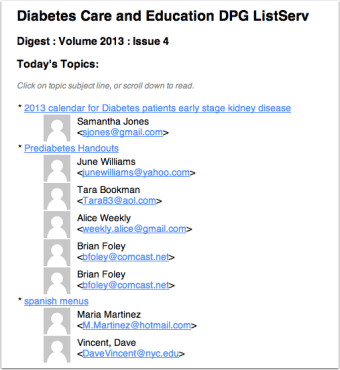 Diabetes Care and Education DPG ListServ
Digest : Volume 2013 : Issue 4
Today's Topics:
Click on topic subject line, or scroll down to read.
* 2013 calendar for Diabetes patients early stage kidney disease
Samantha Jones
<sjones@gmail.com>
* Prediabetes Handouts
June Williams
<junewilliams@yahoo.com>
Tara Bookman
<Tara83@aol.com>
Alice Weekly
<weekly.alice@gmail.com>
Brian Foley
<bfoley@comcast.net>
Brian Foley
<bfoley@comcast.net>
* spanish menus
Maria Martinez
<M.Martinez@hotmail.com>
Vincent, Dave
<DaveVincent@nyc.edu>